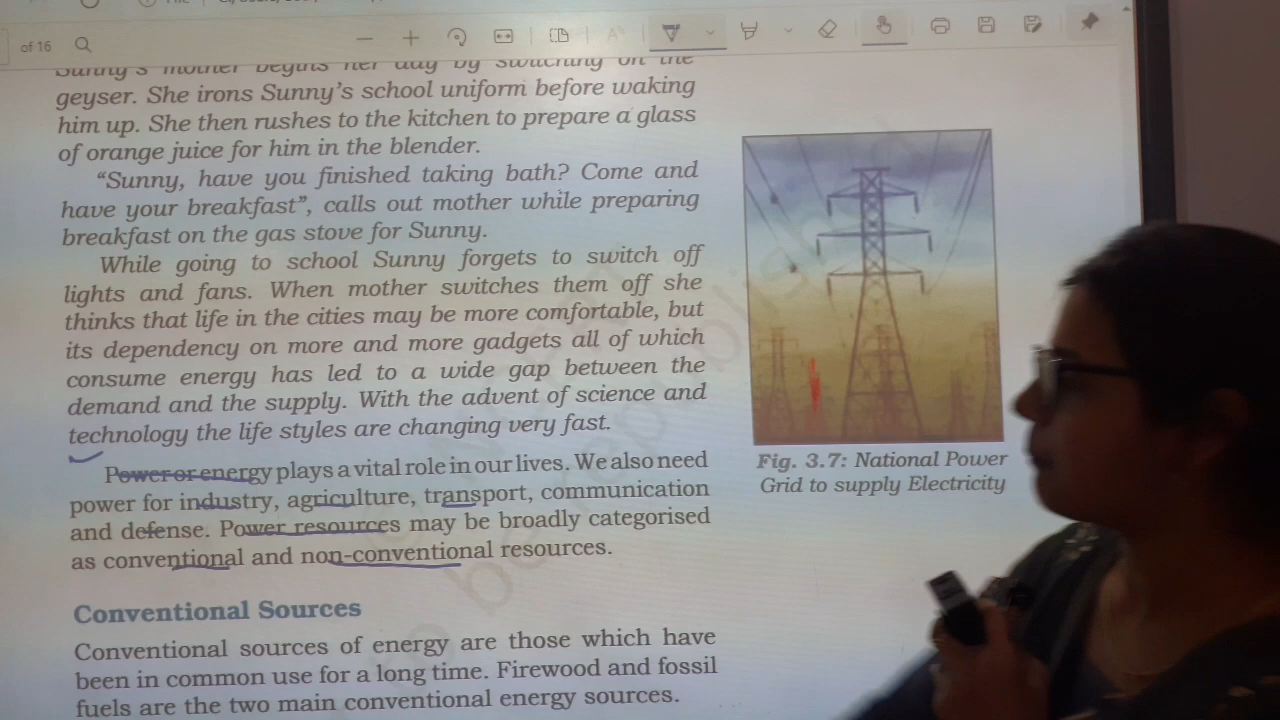 of 16
Sunny's mother begins her day by switching on the
geyser. She irons Sunny's school uniform before waking
him up. She then rushes to the kitchen to prepare a glass
of orange juice for him in the blender.
“Sunny, have you finished taking bath? Come and
have your breakfast”, calls out mother while preparing
breakfast on the gas stove for Sunny.
While going to school Sunny forgets to switch off
lights and fans. When mother switches them off she
thinks that life in the cities may be more comfortable, but
its dependency on more and more gadgets all of which
consume energy has led to a wide gap between the
demand and the supply. With the advent of science and
technology the life styles are changing very fast.
Power or energy plays a vital role in our lives. We also need
power for industry, agriculture, transport, communication
and defense. Power resources may be broadly categorised
as conventional and non-conventional resources.
Conventional Sources
Conventional sources of energy are those which have
been in common use for a long time. Firewood and fossil
fuels are the two main conventional energy sources.
Fig. 3.7: National Power
Grid to supply Electricity